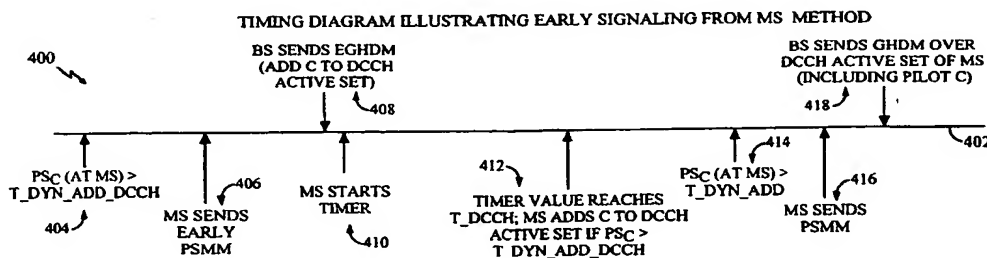 TIMING DIAGRAM ILLUSTRATING EARLY SIGNALING FROM MS METHOD
400
BS SENDS EGHDM
(ADD C TO DCCH
ACTIVE SET)
408
BS SENDS GHDM OVER
DCCH ACTIVE SET OF MS
(INCLUDING PILOT C)
418
402
PSC (AT MS) >
T_DYN_ADD_DCCH
404
406
MS SENDS
EARLY
PSMM
MS STARTS
TIMER
410
412
TIMER VALUE REACHES
T_DCCH; MS ADDS C TO DCCH
ACTIVE SET IF PSC >
T_DYN_ADD_DCCH
414
PSC (AT MS) >
T_DYN_ADD
416
MS SENDS
PSMM